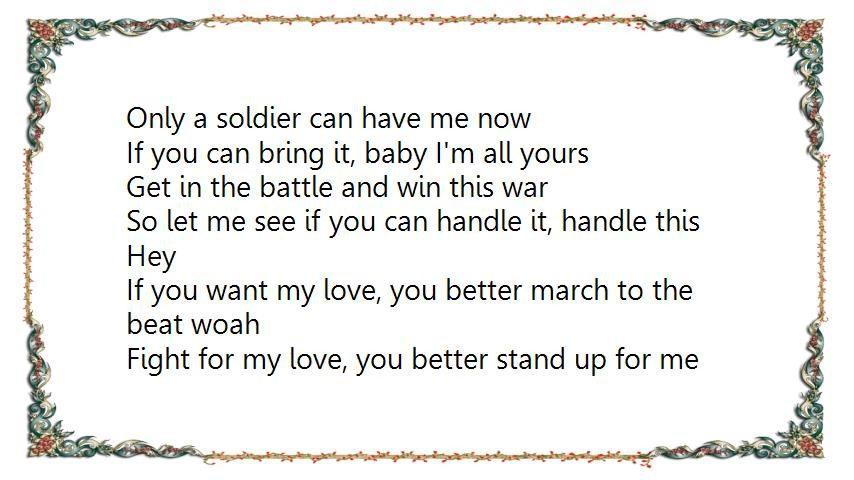 Only a soldier can have me now
If you can bring it, baby I'm all yours
Get in the battle and win this war
So let me see if you can handle it, handle this
Hey
If you want my love, you better march to the
beat woah
Fight for my love, you better stand up for me